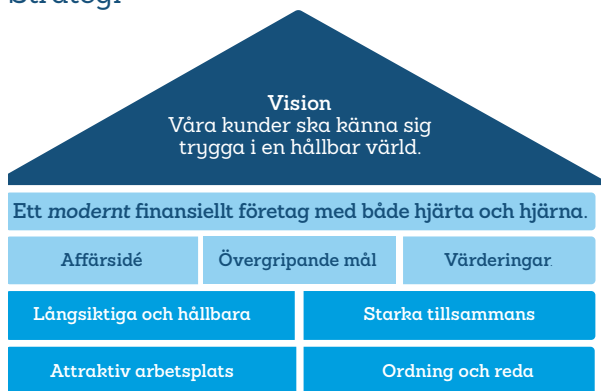 Strategi
Vision
Våra kunder ska känna sig
trygga i en hållbar värld.
Ett modernt finansiellt företag med både hjärta och hjärna.
Affärsidé
Övergripande mål
Värderingar.
Långsiktiga och hållbara
Starka tillsammans
Attraktiv arbetsplats
Ordning och reda